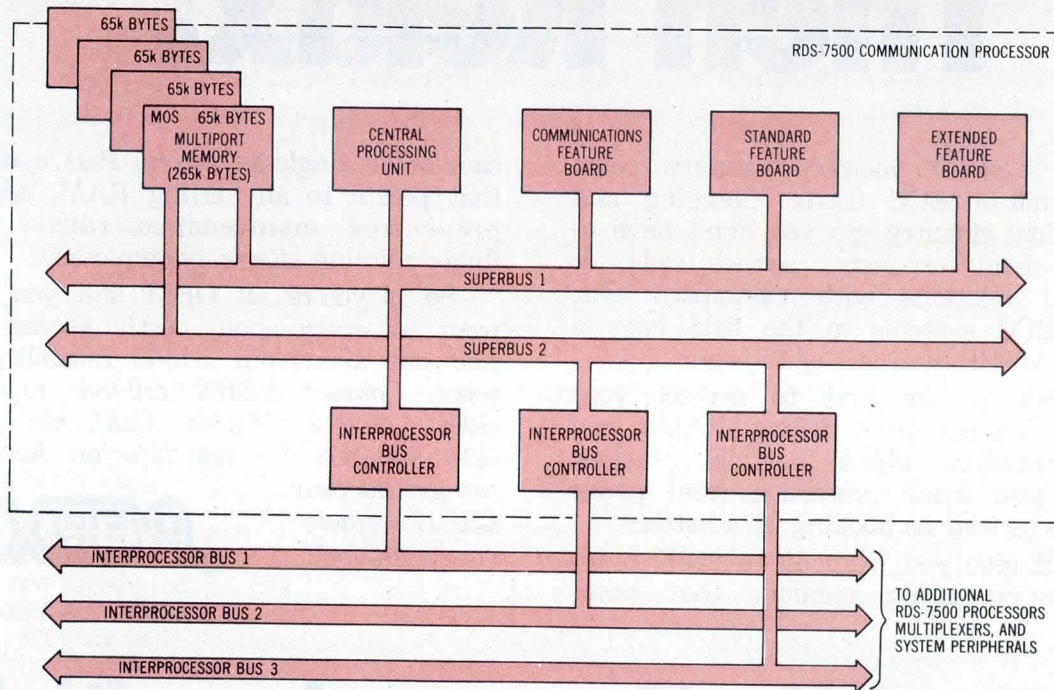 65k BYTES
65k BYTES
65k BYTES
MOS 65k BYTES
MULTIPORT
MEMORY
(265k BYTES)
RDS-7500 COMMUNICATION PROCESSOR
CENTRAL
PROCESSING
UNIT
COMMUNICATIONS
FEATURE
BOARD
STANDARD
FEATURE
BOARD
EXTENDED
FEATURE
BOARD
SUPERBUS 1
SUPERBUS 2
INTERPROCESSOR
BUS
CONTROLLER
INTERPROCESSOR
BUS
CONTROLLER
INTERPROCESSOR
BUS
CONTROLLER
INTERPROCESSOR BUS 1
INTERPROCESSOR BUS 2
INTERPROCESSOR BUS 3
TO ADDITIONAL
RDS-7500 PROCESSORS
MULTIPLEXERS, AND
SYSTEM PERIPHERALS